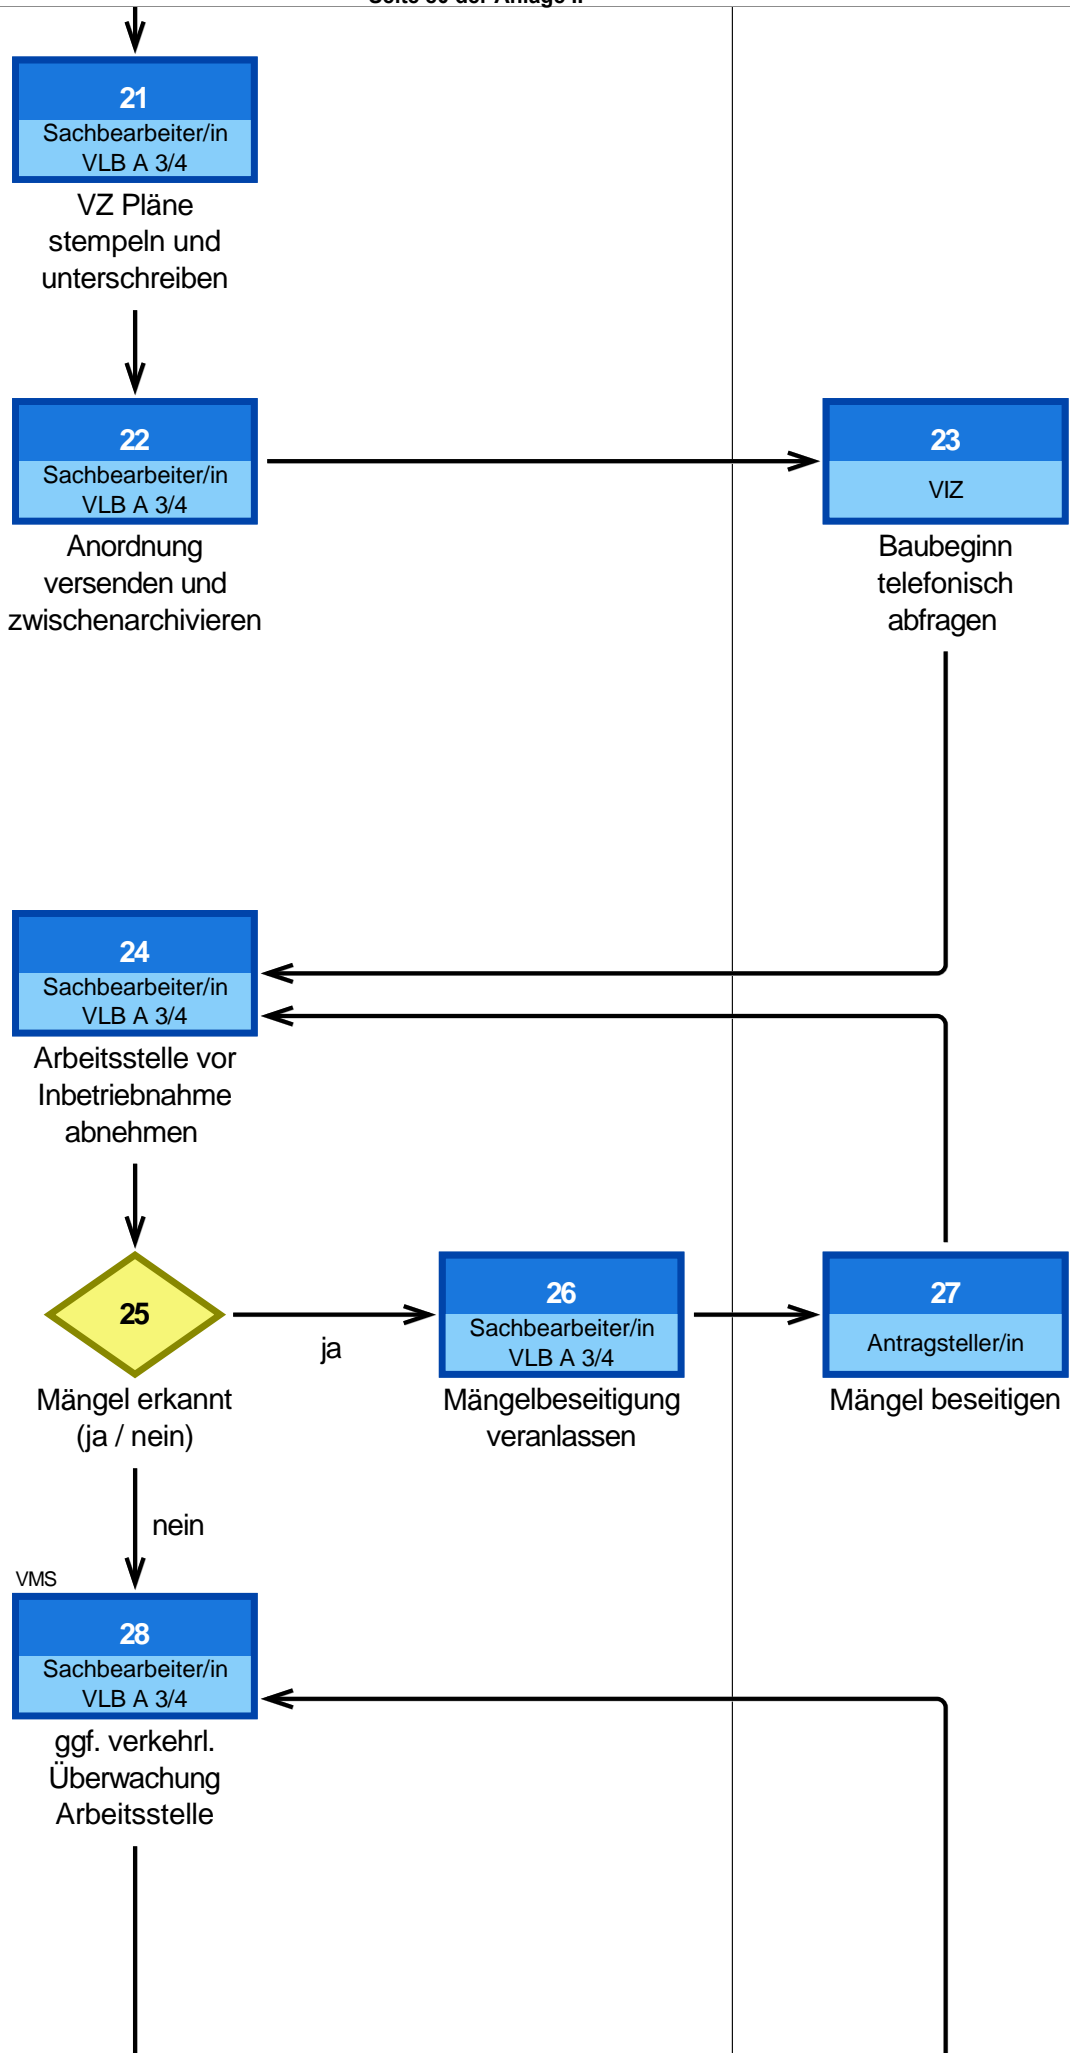 21
Sachbearbeiter/in
VLB A 3/4
VZ Pläne
stempeln und
unterschreiben
22
Sachbearbeiter/in
VLB A 3/4
Anordnung
versenden und
zwischenarchivieren
23
VIZ
Baubeginn
telefonisch
abfragen
24
Sachbearbeiter/in
VLB A 3/4
Arbeitsstelle vor
Inbetriebnahme
abnehmen
25
Mängel erkannt
(ja / nein)
ja
26
Sachbearbeiter/in
VLB A 3/4
Mängelbeseitigung
veranlassen
27
Antragsteller/in
Mängel beseitigen
nein
VMS
28
Sachbearbeiter/in
VLB A 3/4
ggf. verkehrl.
Überwachung
Arbeitsstelle